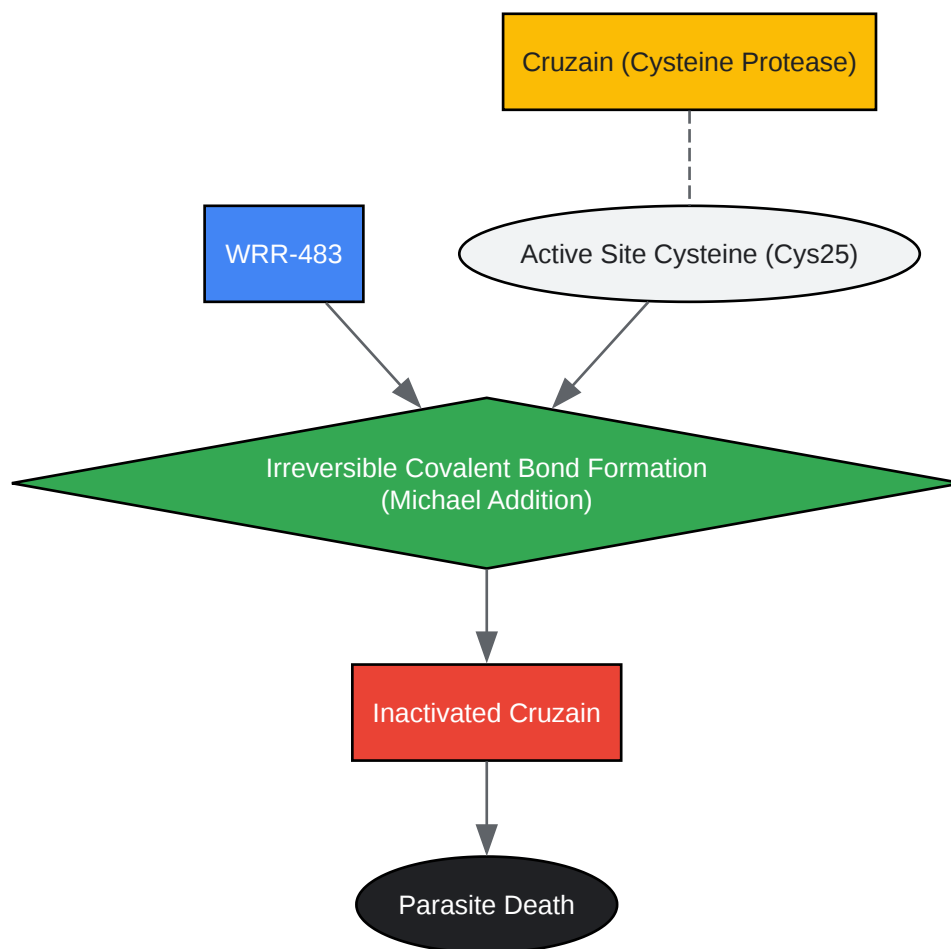 Cruzain (Cysteine Protease)
WRR-483
Active Site Cysteine (Cys25)
Irreversible Covalent Bond Formation
(Michael Addition)
Inactivated Cruzain
Parasite Death